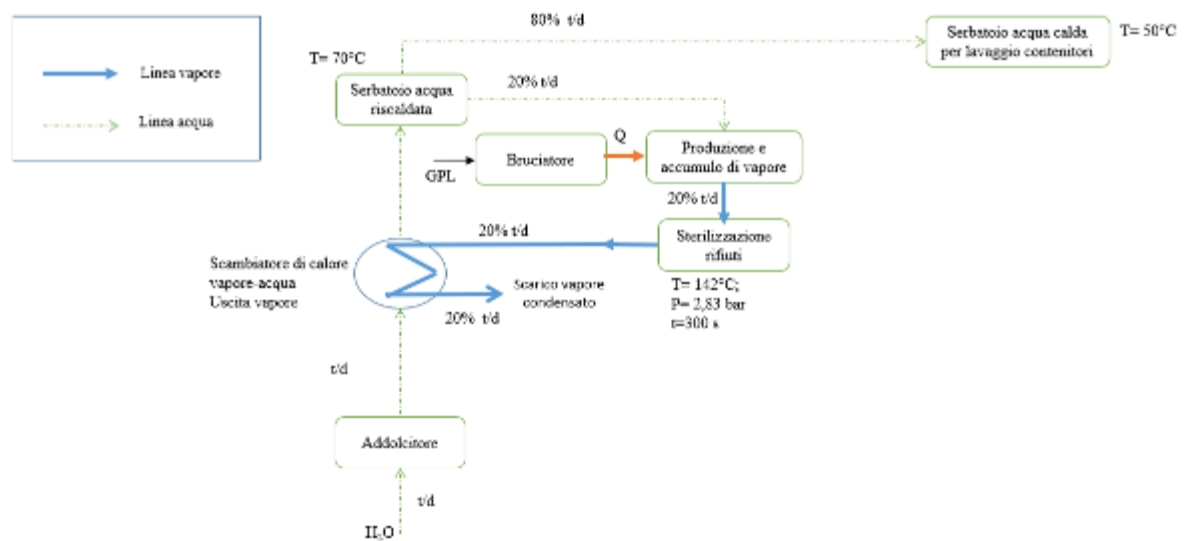 80% t/d
Serbatoio acqua calda
per lavaggio contenitori
T= 50°C
Linea vapore
Linea acqua
T= 70°C
Serbatoio acqua
riscaldata
20% t/d
Q
GPL
Bruciatore
Produzione e
accumulo di vapore
20% t/d
20% t/d
Sterilizzazione
rifiuti
T= 142°C;
P= 2,83 bar
t=300 s
Scambiatore di calore
vapore-acqua
Uscita vapore
Scarico vapore
condensato
20% t/d
t/d
Addolcitore
t/d
H₂O